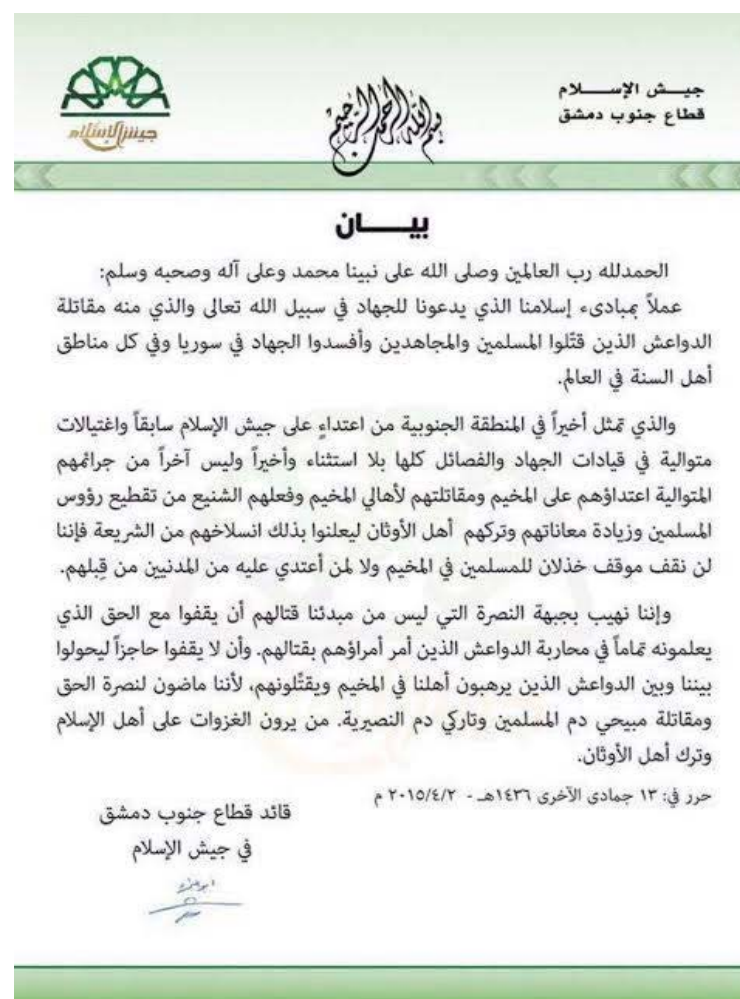 جيـــش الإســـــلام
قطاع جنوب دمشق
بسم الله الرحمن الرحيم
جيش الإسلام
بيـــــان
الحمدلله رب العالمين وصلى الله على نبينا محمد وعلى آله وصحبه وسلم:
عملاً بمبادىء إسلامنا الذي يدعونا للجهاد في سبيل الله تعالى والذي منه مقاتلة
الدواعش الذين قتّلوا المسلمين والمجاهدين وأفسدوا الجهاد في سوريا وفي كل مناطق
أهل السنة في العالم.
والذي تمثل أخيراً في المنطقة الجنوبية من اعتداءٍ على جيش الإسلام سابقاً واغتيالات
متوالية في قيادات الجهاد والفصائل كلها بلا استثناء وأخيراً وليس آخراً من جرائمهم
المتوالية اعتداؤهم على المخيم ومقاتلتهم لأهالي المخيم وفعلهم الشنيع من تقطيع رؤوس
المسلمين وزيادة معاناتهم وتركهم أهل الأوثان ليعلنوا بذلك انسلاخهم من الشريعة فإننا
لن نقف موقف خذلان للمسلمين في المخيم ولا لمن أعتدي عليه من المدنيين من قِبلهم.
وإننا نهيب بجبهة النصرة التي ليس من مبدئنا قتالهم أن يقفوا مع الحق الذي
يعلمونه تماماً في محاربة الدواعش الذين أمر أمراؤهم بقتالهم. وأن لا يقفوا حاجزاً ليحولوا
بيننا وبين الدواعش الذين يرهبون أهلنا في المخيم ويقتّلونهم، لأننا ماضون لنصرة الحق
ومقاتلة مبيحي دم المسلمين وتاركي دم النصيرية. من يرون الغزوات على أهل الإسلام
وترك أهل الأوثان.
حرر في: ١٣ جمادى الآخرى ١٤٣٦هـ - ٢٠١٥/٤/٢ م
قائد قطاع جنوب دمشق
في جيش الإسلام